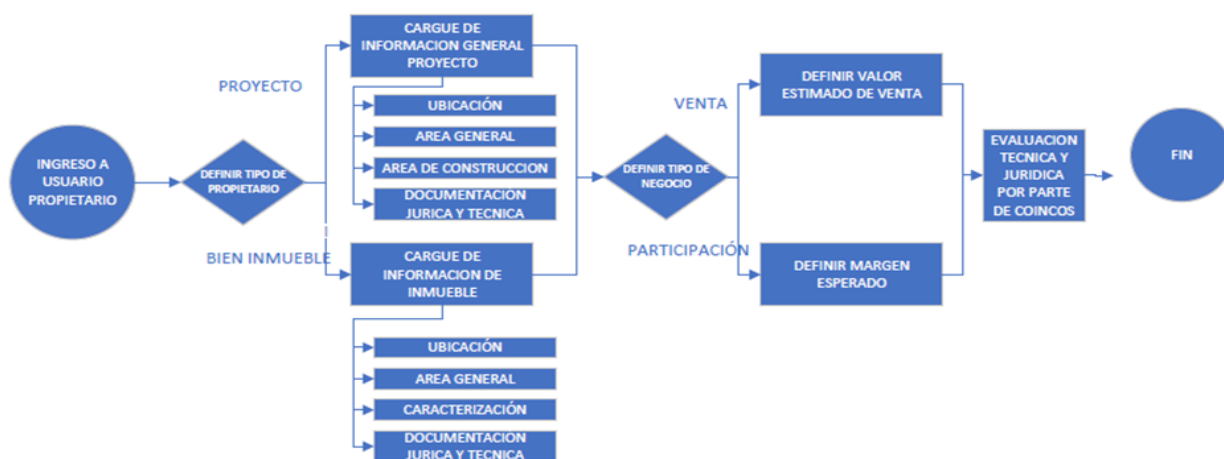 INGRESO A
USUARIO
PROPIETARIO
DEFINIR TIPO DE
PROPIETARIO
PROYECTO
BIEN INMUEBLE
CARGUE DE
INFORMACION GENERAL
PROYECTO
UBICACIÓN
AREA GENERAL
AREA DE CONSTRUCCION
DOCUMENTACIÓN
JURICA Y TECNICA
CARGUE DE
INFORMACION DE
INMUEBLE
UBICACIÓN
AREA GENERAL
CARACTERIZACIÓN
DOCUMENTACIÓN
JURICA Y TECNICA
DEFINIR TIPO DE
NEGOCIO
VENTA
PARTICIPACIÓN
DEFINIR VALOR
ESTIMADO DE VENTA
DEFINIR MARGEN
ESPERADO
EVALUACION
TECNICA Y
JURIDICA
POR PARTE
DE COINCOS
FIN